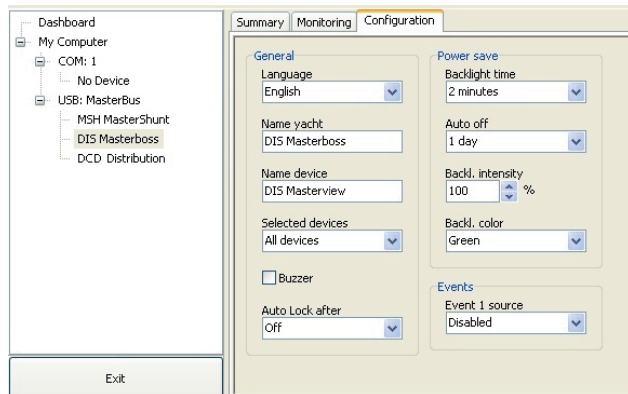 Dashboard
My Computer
COM: 1
No Device
USB: MasterBus
MSH MasterShunt
DIS Masterboss
DCD Distribution
Exit
Summary Monitoring Configuration
General
Language
English
Name yacht
DIS Masterboss
Name device
DIS Masterview
Selected devices
All devices
Buzzer
Auto Lock after
Off
Power save
Backlight time
2 minutes
Auto off
1 day
Backl. intensity
100 %
Backl. color
Green
Events
Event 1 source
Disabled